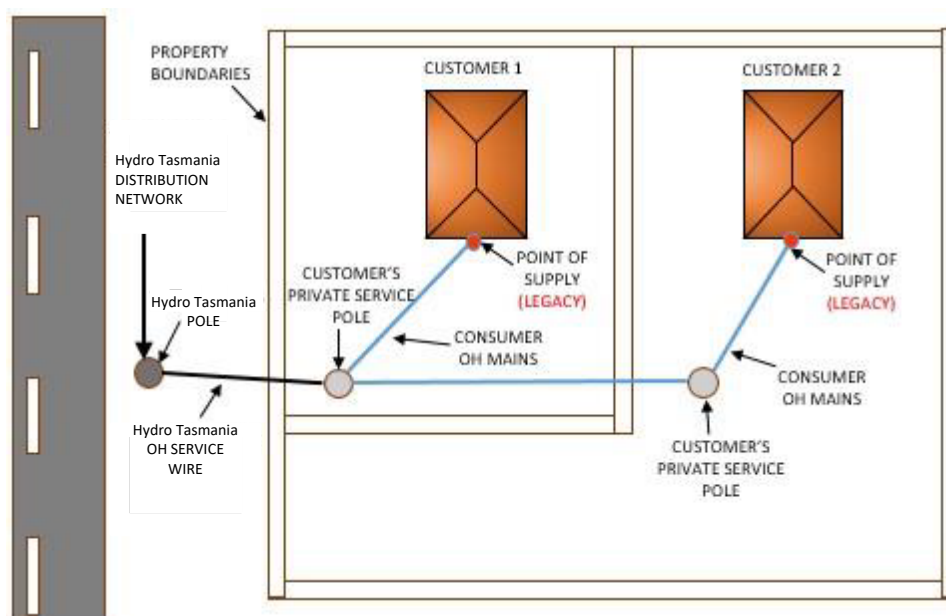 PROPERTY
BOUNDARIES
CUSTOMER 1
CUSTOMER 2
Hydro Tasmania
DISTRIBUTION
NETWORK
POINT OF
SUPPLY
(LEGACY)
POINT OF
SUPPLY
(LEGACY)
CUSTOMER'S
PRIVATE SERVICE
POLE
Hydro Tasmania
POLE
CONSUMER
OH MAINS
CONSUMER
OH MAINS
Hydro Tasmania
OH SERVICE
WIRE
CUSTOMER'S
PRIVATE SERVICE
POLE